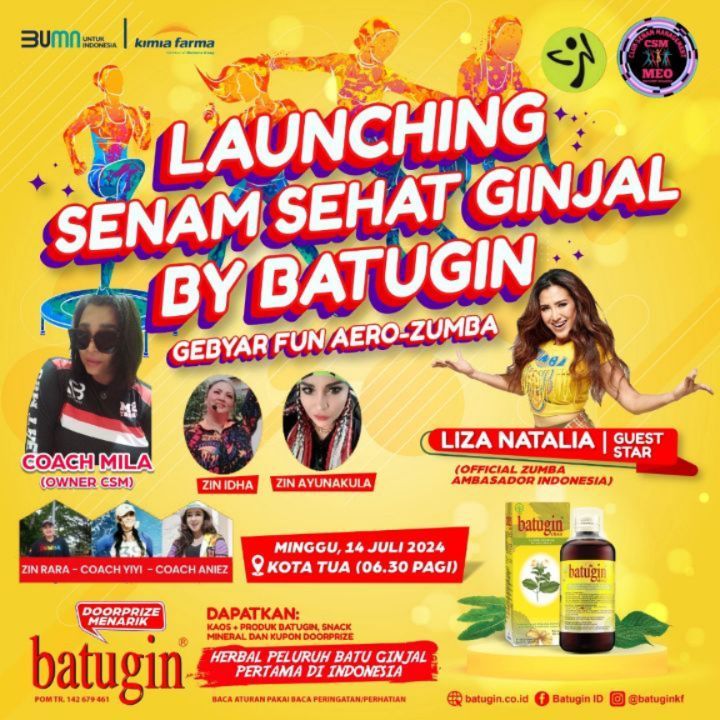 BUMN UNTUK INDONESIA
kimia farma
CLUB SENAM MANAGEMENT
CSM
MEO
LAUNCHING
SENAM SEHAT GINJAL
BY BATUGIN
GEBYAR FUN AERO-ZUMBA
COACH MILA
(OWNER CSM)
ZIN IDHA
ZIN AYUNAKULA
LIZA NATALIA | GUEST STAR
(OFFICIAL ZUMBA
AMBASADOR INDONESIA)
ZIN RARA - COACH YIYI - COACH ANIEZ
MINGGU, 14 JULI 2024
KOTA TUA (06.30 PAGI)
batugin
batugin
DOORPRIZE
MENARIK
batugin®
POM TR. 142 679 461
DAPATKAN:
KAOS + PRODUK BATUGIN, SNACK
MINERAL DAN KUPON DOORPRIZE
HERBAL PELURUH BATU GINJAL
PERTAMA DI INDONESIA
BACA ATURAN PAKAI BACA PERINGATAN/PERHATIAN
batugin.co.id
Batugin ID
@batuginkf